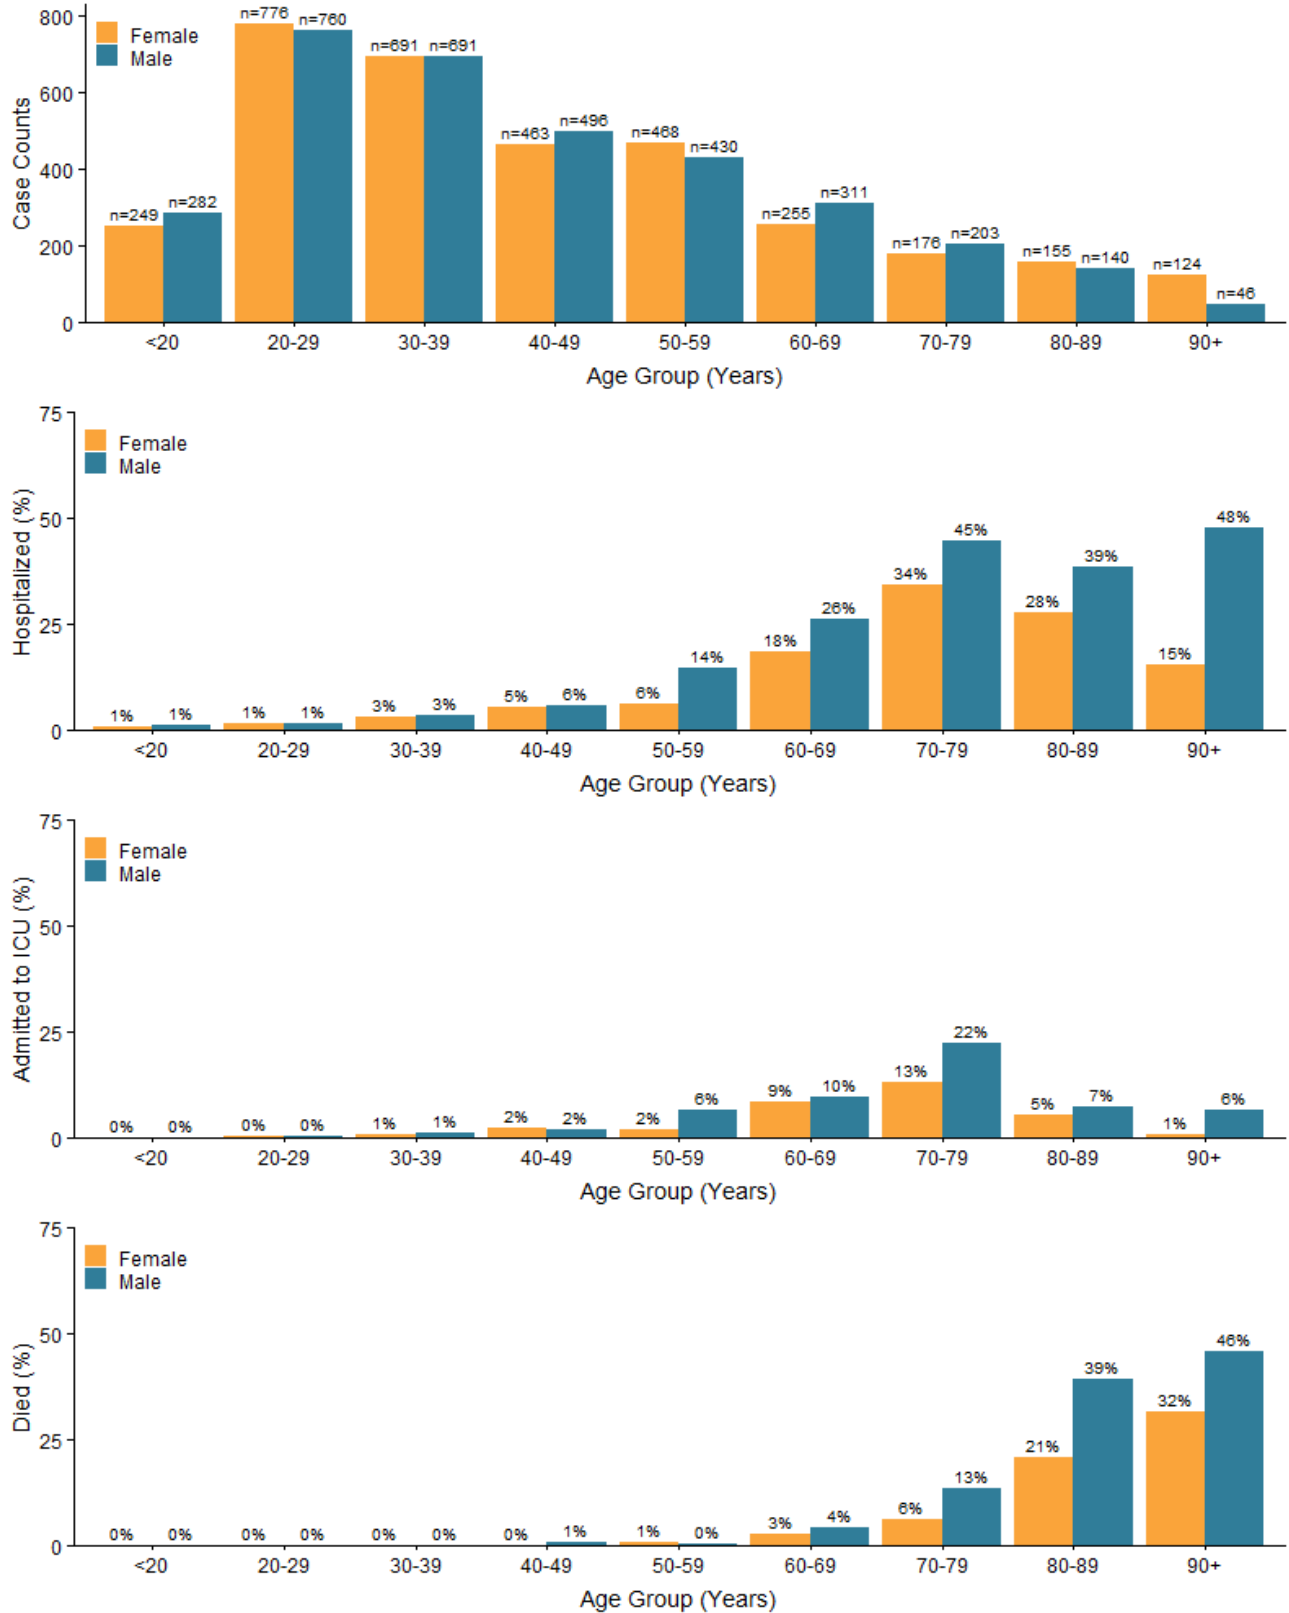 Case Counts
800
600
400
200
0
Female
Male
n=249 n=282
n=776 n=760
n=691 n=691
n=463 n=496
n=468 n=430
n=255 n=311
n=176 n=203
n=155 n=140
n=124 n=46
<20 20-29 30-39 40-49 50-59 60-69 70-79 80-89 90+
Age Group (Years)
Hospitalized (%)
75
50
25
0
Female
Male
1% 1%
1% 1%
3% 3%
5% 6%
6% 14%
18% 26%
34% 45%
28% 39%
15% 48%
<20 20-29 30-39 40-49 50-59 60-69 70-79 80-89 90+
Age Group (Years)
Admitted to ICU (%)
75
50
25
0
Female
Male
0% 0%
0% 0%
1% 1%
2% 2%
2% 6%
9% 10%
13% 22%
5% 7%
1% 6%
<20 20-29 30-39 40-49 50-59 60-69 70-79 80-89 90+
Age Group (Years)
Died (%)
75
50
25
0
Female
Male
0% 0%
0% 0%
0% 0%
0% 1%
1% 0%
3% 4%
6% 13%
21% 39%
32% 46%
<20 20-29 30-39 40-49 50-59 60-69 70-79 80-89 90+
Age Group (Years)